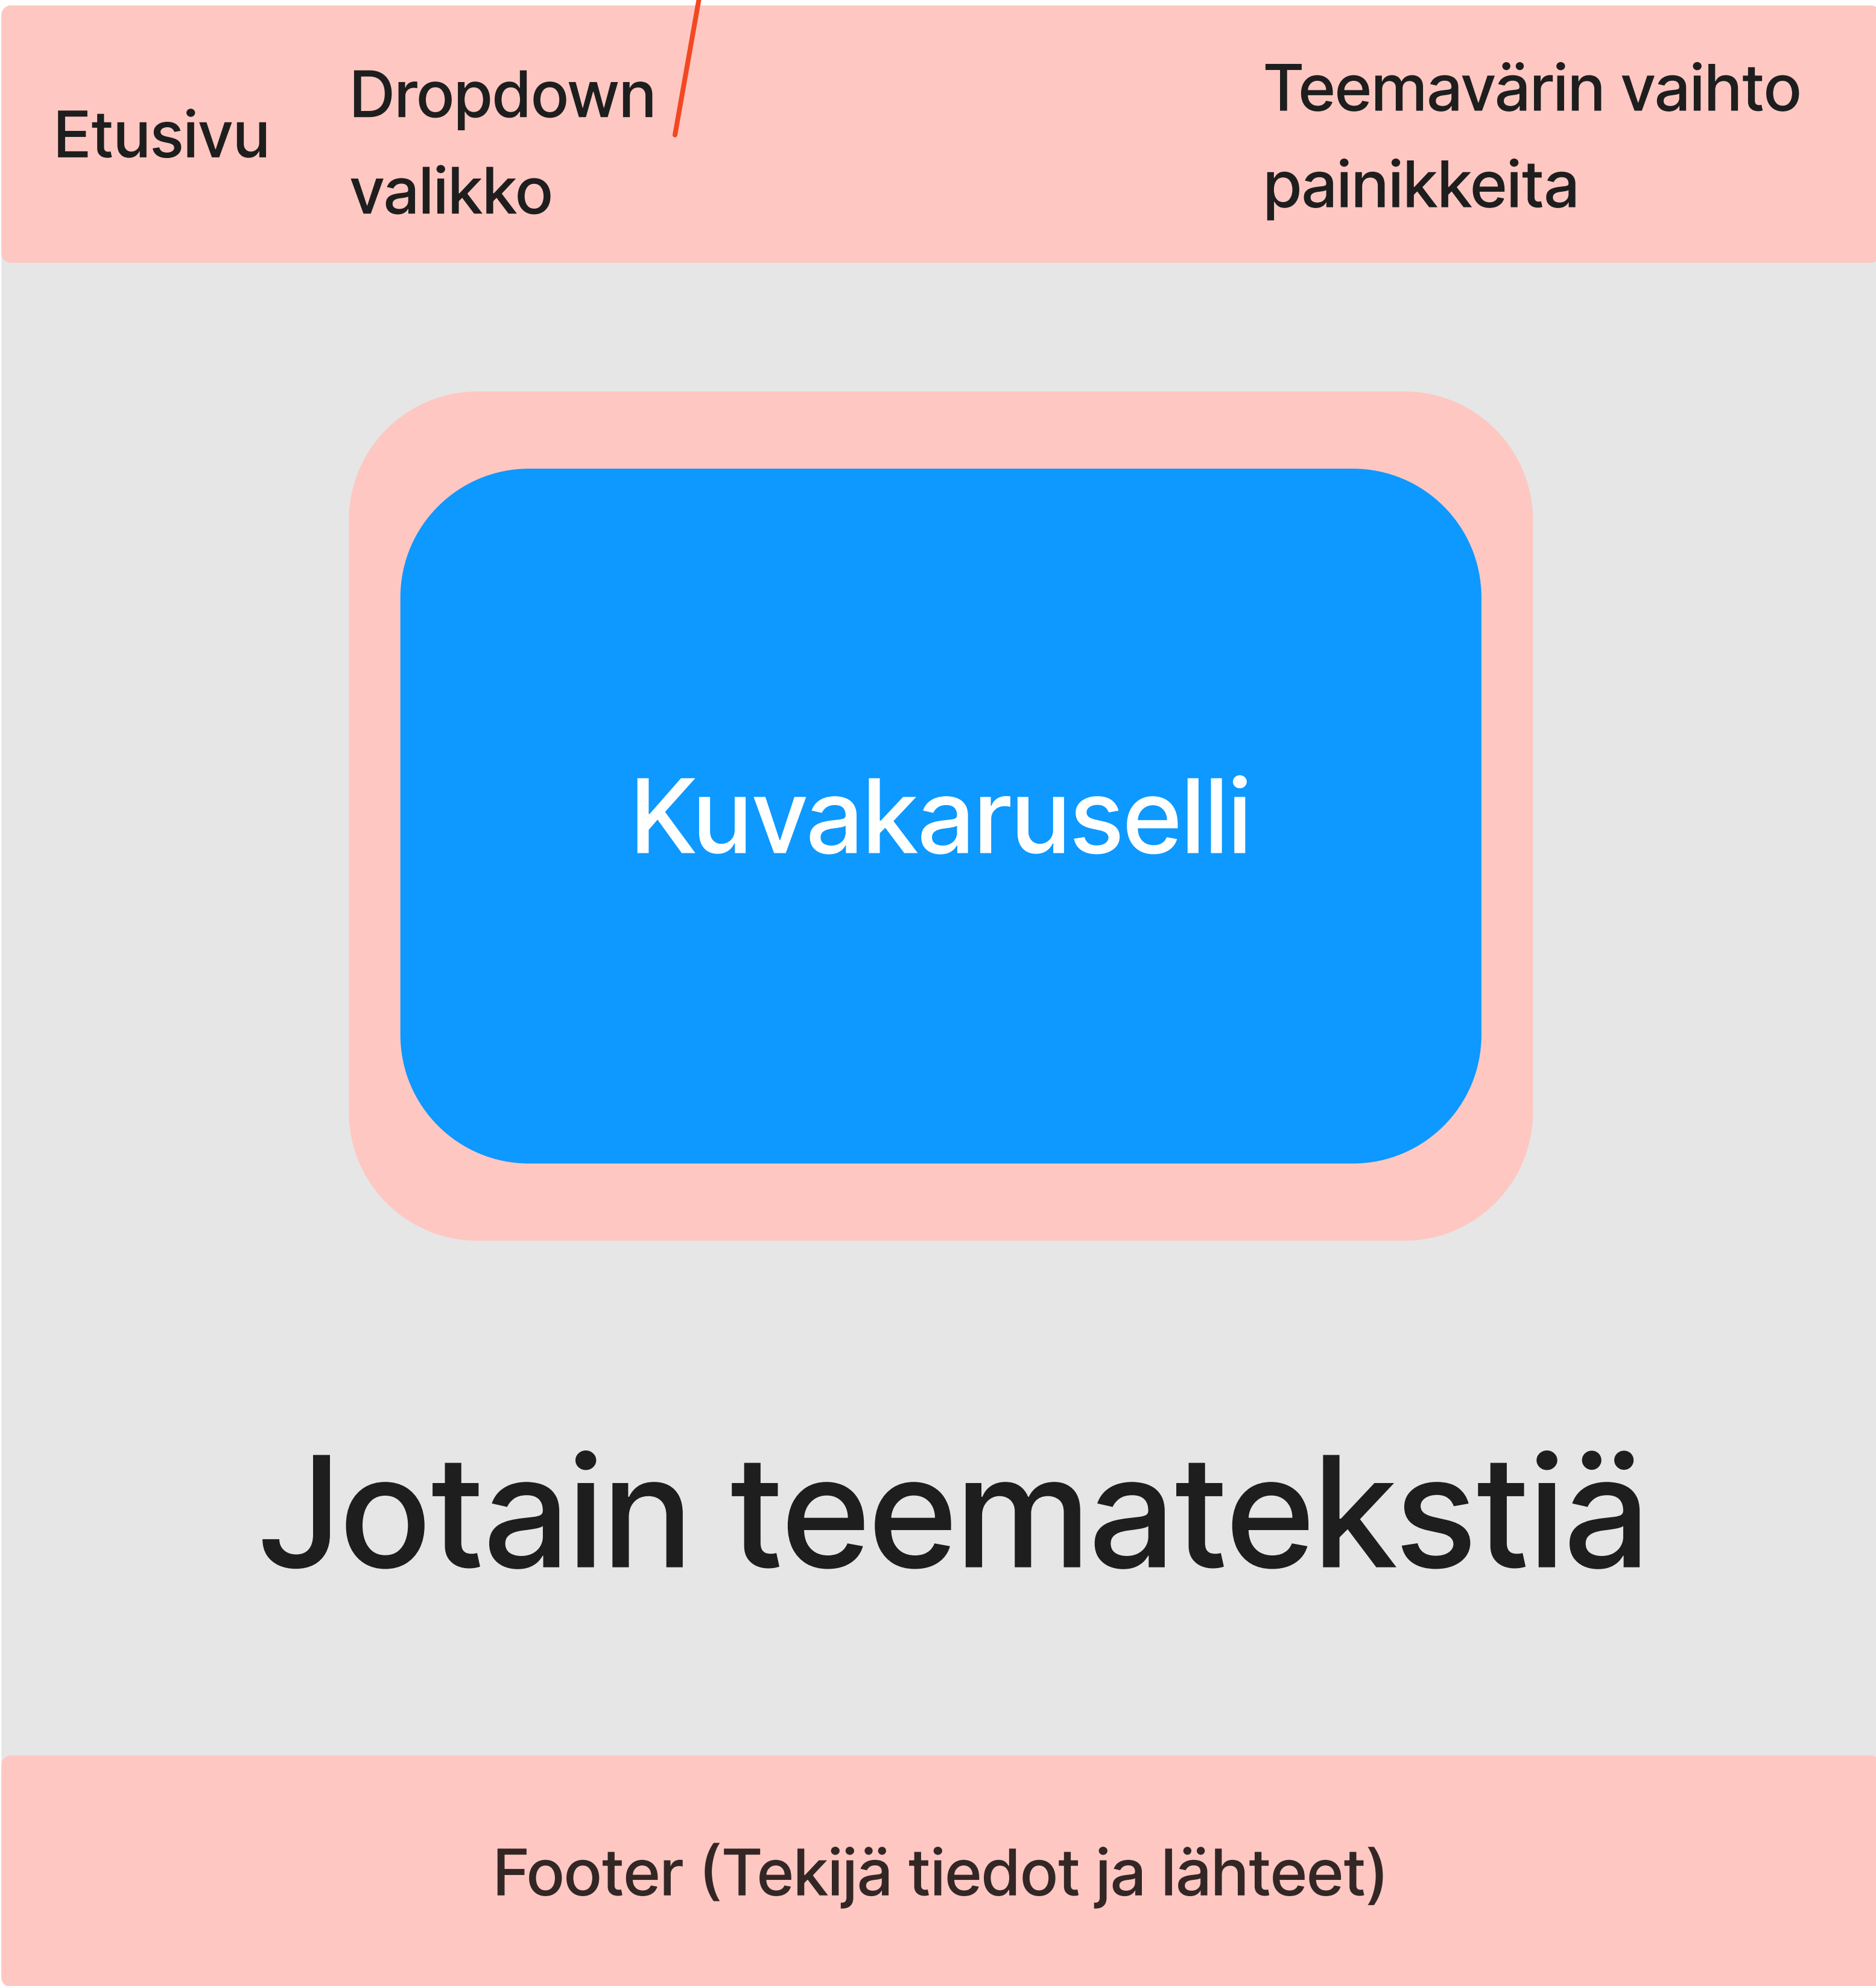 Etusivu
Dropdown
valikko
Teemavärin vaihto
painikkeita
Kuvakaruselli
Jotain teematekstiä
Footer (Tekijä tiedot ja lähteet)